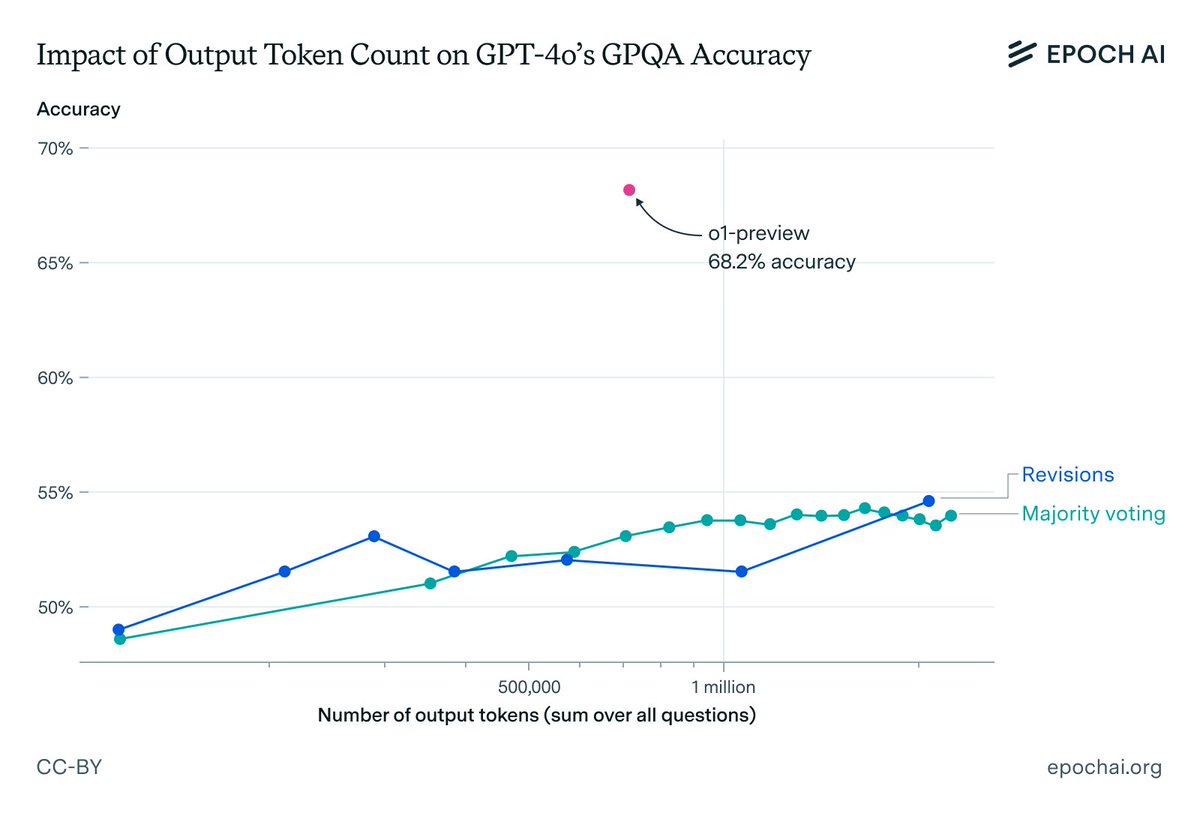 Impact of Output Token Count on GPT-4o’s GPQA Accuracy
EPOCH AI
Accuracy
70%
65%
60%
55%
50%
o1-preview
68.2% accuracy
Revisions
Majority voting
500,000
1 million
Number of output tokens (sum over all questions)
CC-BY
epochai.org